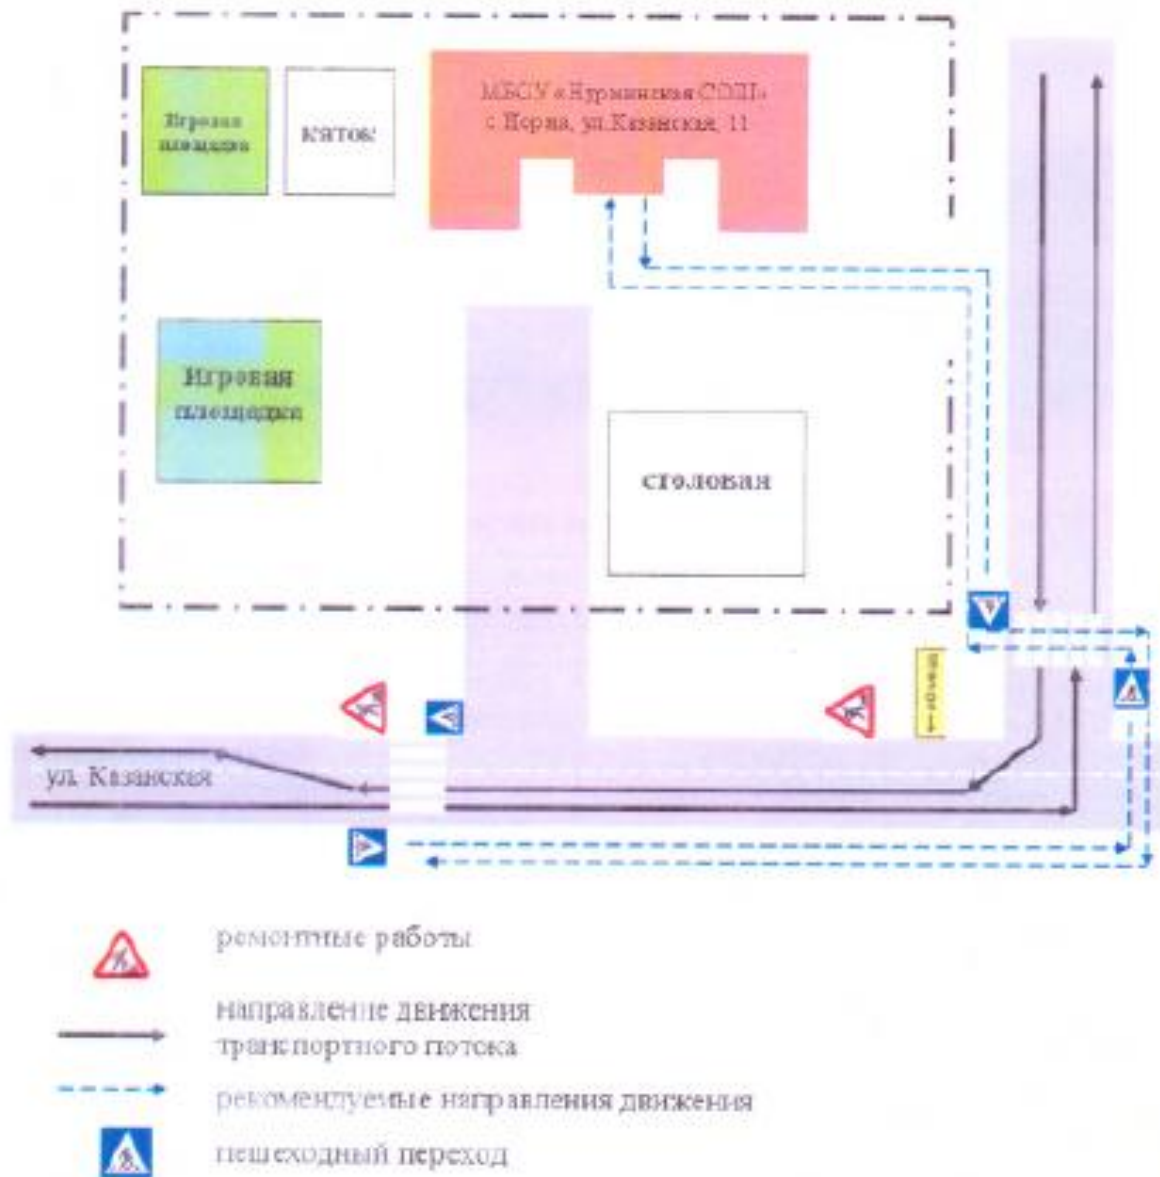 Игровая
площадка
каток
МБОУ «Нурминская СОШ»
с. Нурма, ул. Казанская, 11
Игровая
площадка
столовая
ул. Казанская
ремонтные работы
направление движения
транспортного потока
рекомендуемые направления движения
пешеходный переход